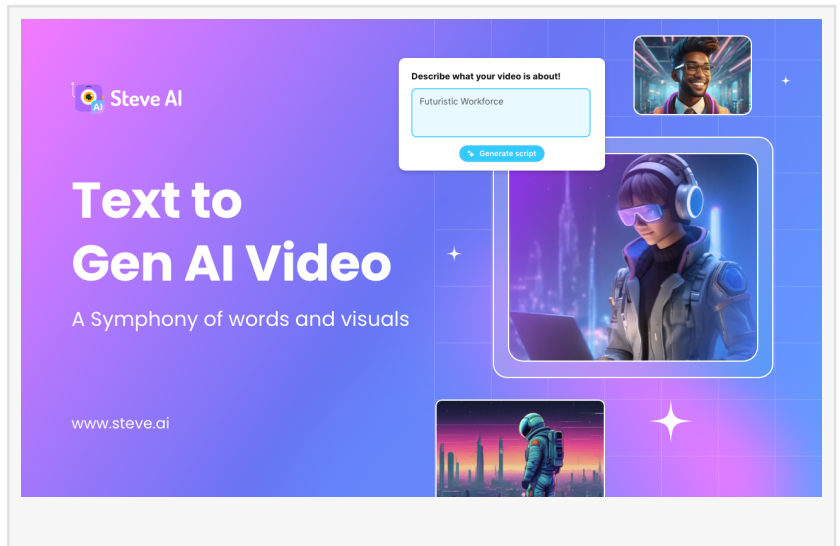 Steve AI
AI
Text to
Gen AI Video
A Symphony of words and visuals
www.steve.ai
Describe what your video is about!
Futuristic Workforce
Generate script